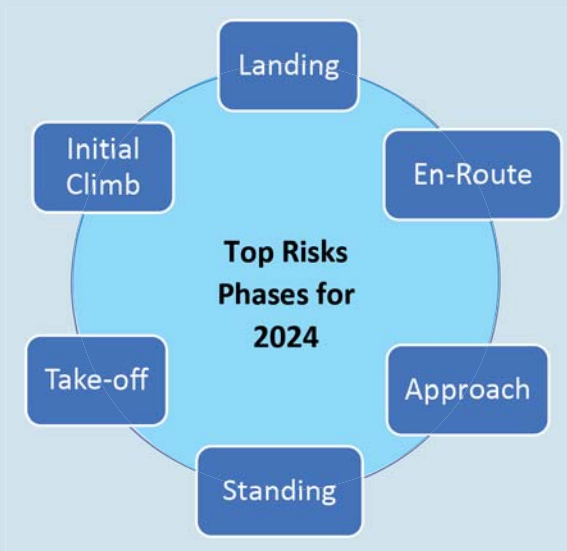 Landing
En-Route
Approach
Standing
Take-off
Initial
Climb
Top Risks
Phases for
2024